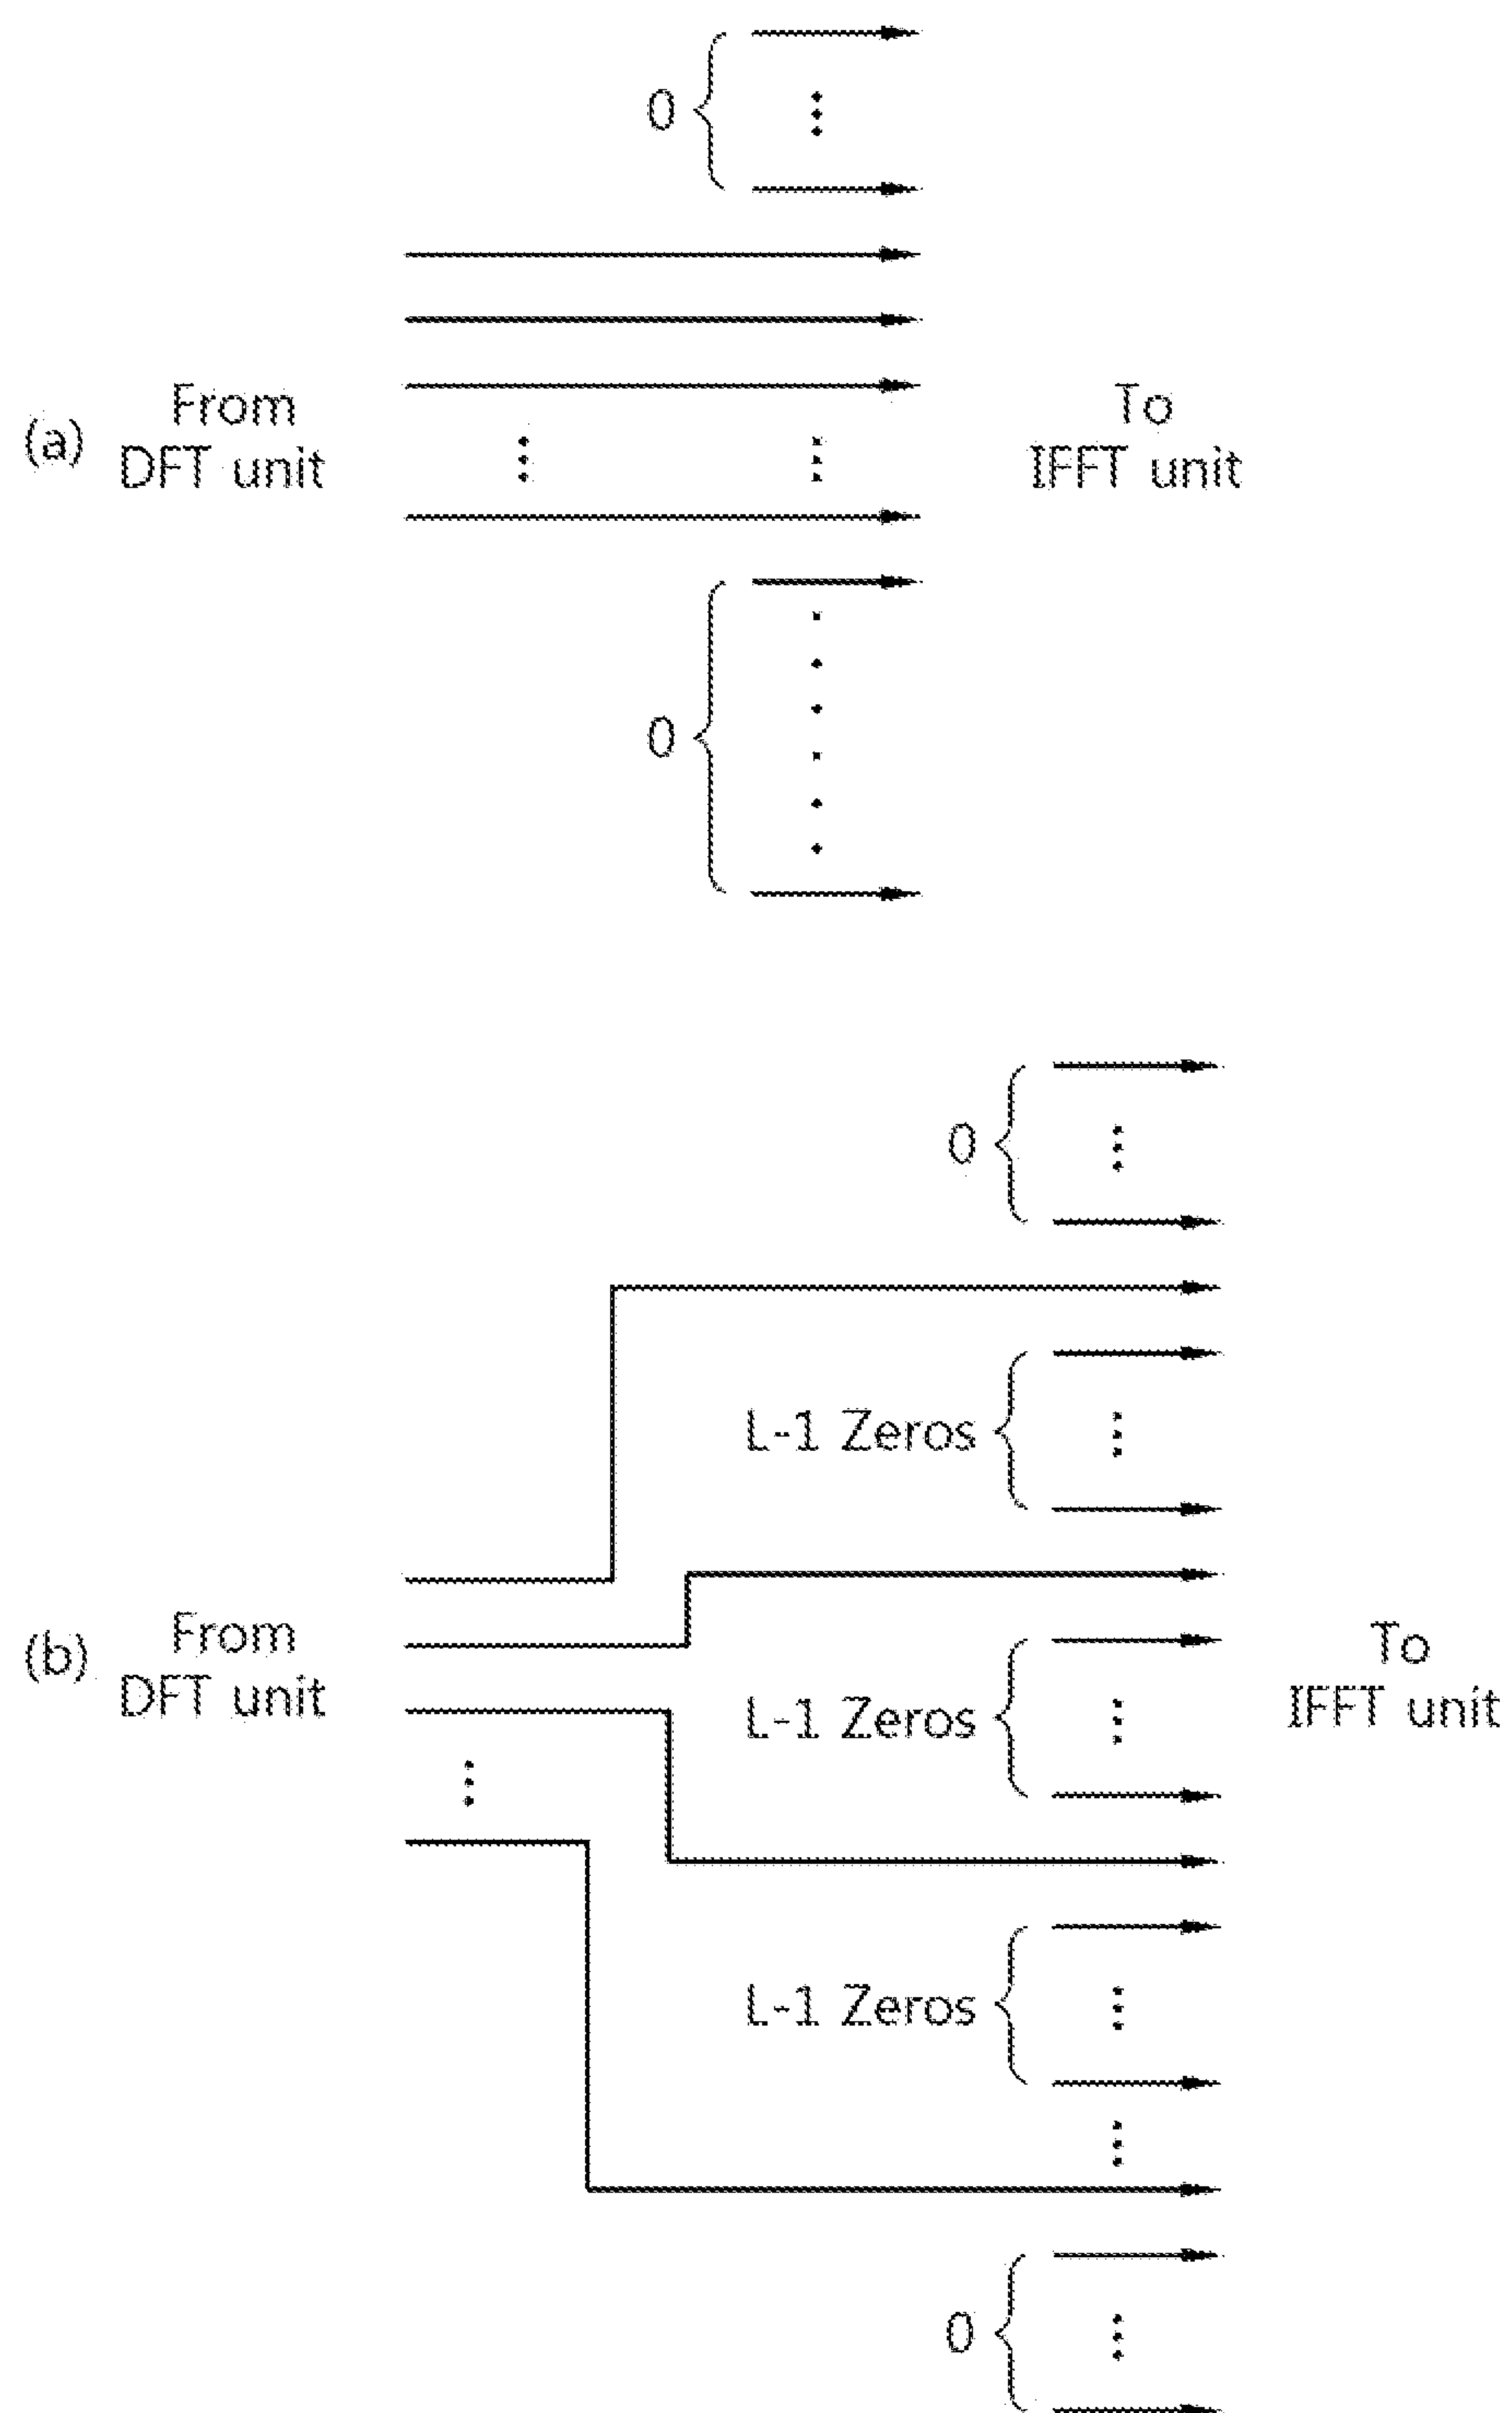 0
(a)
From
DFT unit
To
IFFT unit
0
0
L-1 Zeros
(b)
From
DFT unit
L-1 Zeros
To
IFFT unit
L-1 Zeros
0